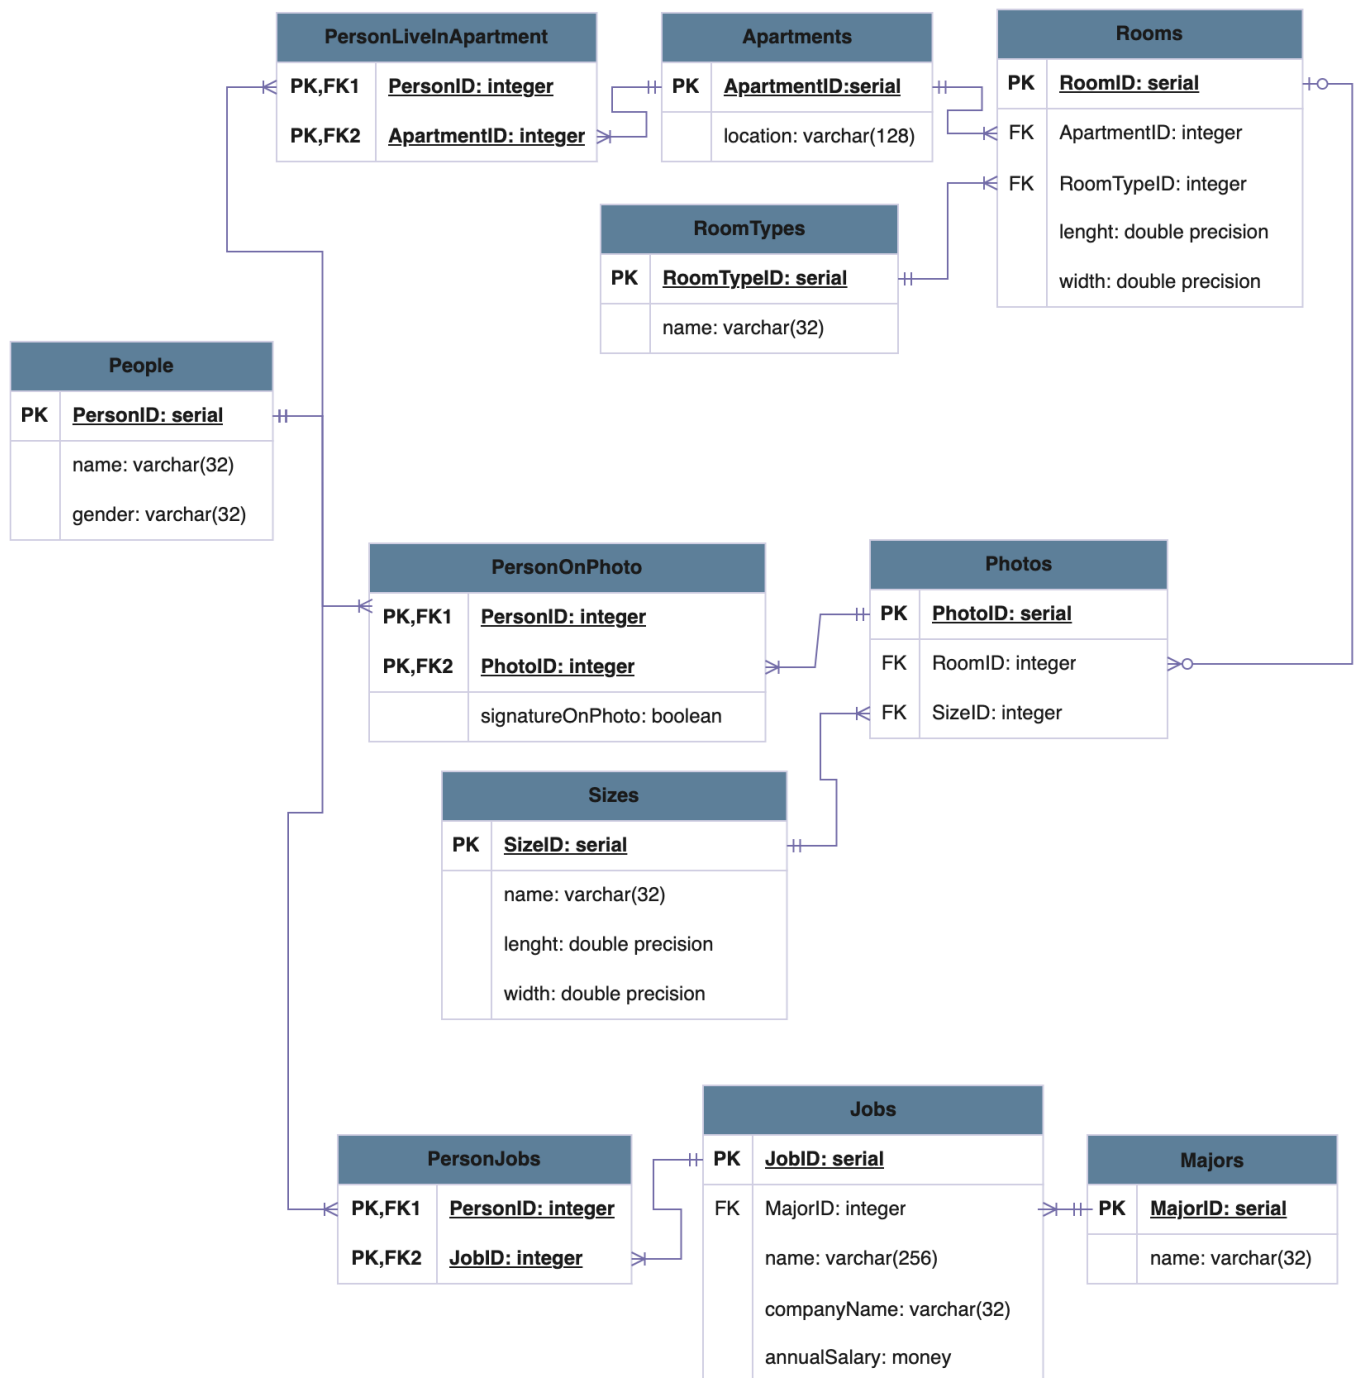 PersonLiveInApartment
PK,FK1 PersonID: integer
PK,FK2 ApartmentID: integer
Apartments
PK ApartmentID:serial
location: varchar(128)
Rooms
PK RoomID: serial
FK ApartmentID: integer
FK RoomTypeID: integer
lenght: double precision
width: double precision
RoomTypes
PK RoomTypeID: serial
name: varchar(32)
People
PK PersonID: serial
name: varchar(32)
gender: varchar(32)
PersonOnPhoto
PK,FK1 PersonID: integer
PK,FK2 PhotoID: integer
signatureOnPhoto: boolean
Photos
PK PhotoID: serial
FK RoomID: integer
FK SizeID: integer
Sizes
PK SizeID: serial
name: varchar(32)
lenght: double precision
width: double precision
PersonJobs
PK,FK1 PersonID: integer
PK,FK2 JobID: integer
Jobs
PK JobID: serial
FK MajorID: integer
name: varchar(256)
companyName: varchar(32)
annualSalary: money
Majors
PK MajorID: serial
name: varchar(32)